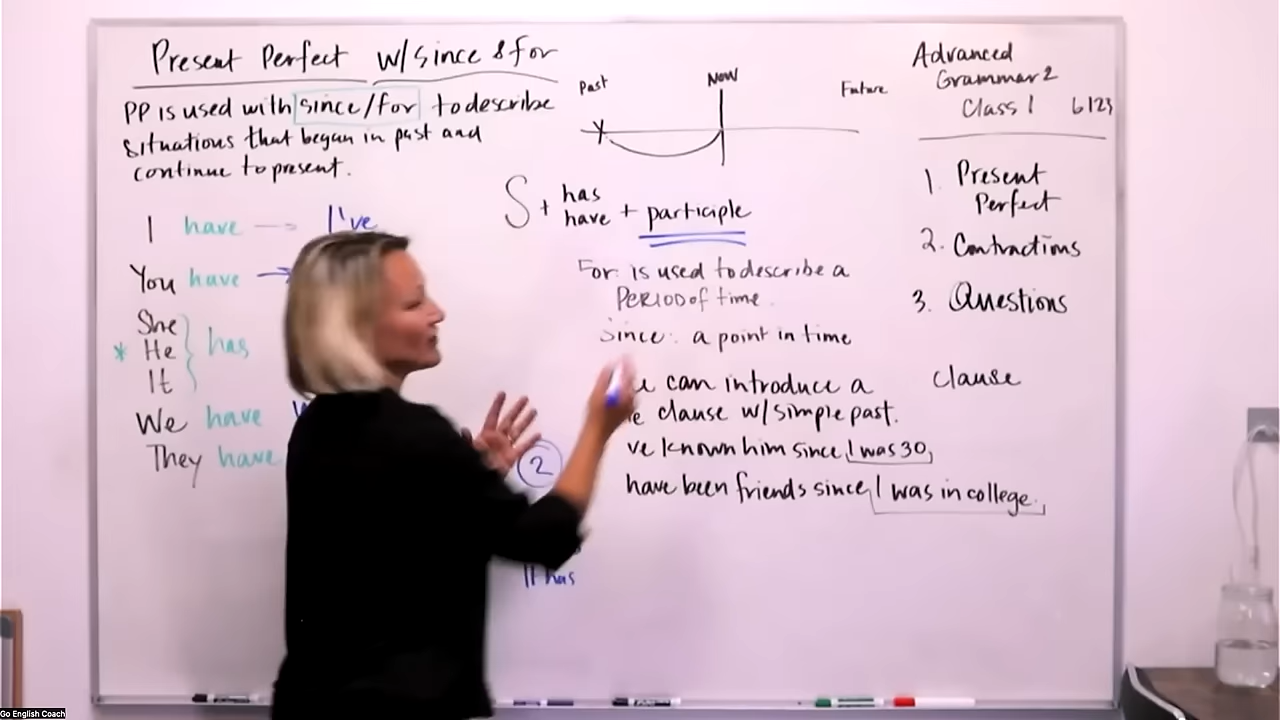 Present Perfect w/since & for
PP is used with since/for to describe
situations that began in past and
continue to present.
I have → I've
You have →
She
He
It
has
* 
We have
They have
Past
Now
Future
X
S + has
have + participle
For: is used to describe a
PERIOD of time.
Since: a point in time
can introduce a
clause w/simple past.
've known him since I was 30,
have been friends since I was in college.
2
It has
Advanced
Grammar 2
Class 1 6123
1. Present
Perfect
2. Contractions
3. Questions
clause
Go English Coach